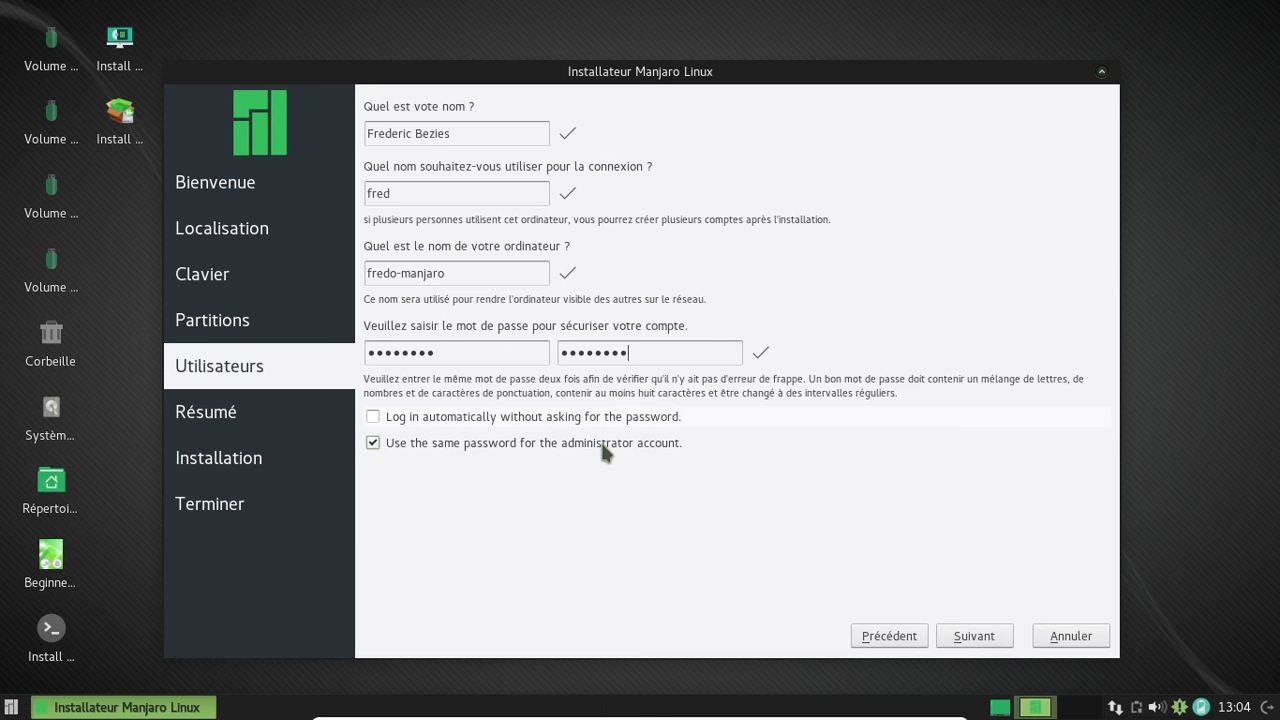 Volume ...
Install ...
Volume ...
Install ...
Volume ...
Volume ...
Corbeille
Systèm...
Répertoi...
Beginne...
Install ...
Installateur Manjaro Linux
Bienvenue
Localisation
Clavier
Partitions
Utilisateurs
Résumé
Installation
Terminer
Quel est vote nom ?
Frederic Bezies
Quel nom souhaitez-vous utiliser pour la connexion ?
fred
si plusieurs personnes utilisent cet ordinateur, vous pourrez créer plusieurs comptes après l'installation.
Quel est le nom de votre ordinateur ?
fredo-manjaro
Ce nom sera utilisé pour rendre l'ordinateur visible des autres sur le réseau.
Veuillez saisir le mot de passe pour sécuriser votre compte.
●●●●●●●● ●●●●●●●●
Veuillez entrer le même mot de passe deux fois afin de vérifier qu'il n'y ait pas d'erreur de frappe. Un bon mot de passe doit contenir un mélange de lettres, de
nombres et de caractères de ponctuation, contenir au moins huit caractères et être changé à des intervalles réguliers.
Log in automatically without asking for the password.
Use the same password for the administrator account.
Précédent Suivant Annuler
Installateur Manjaro Linux
13:04